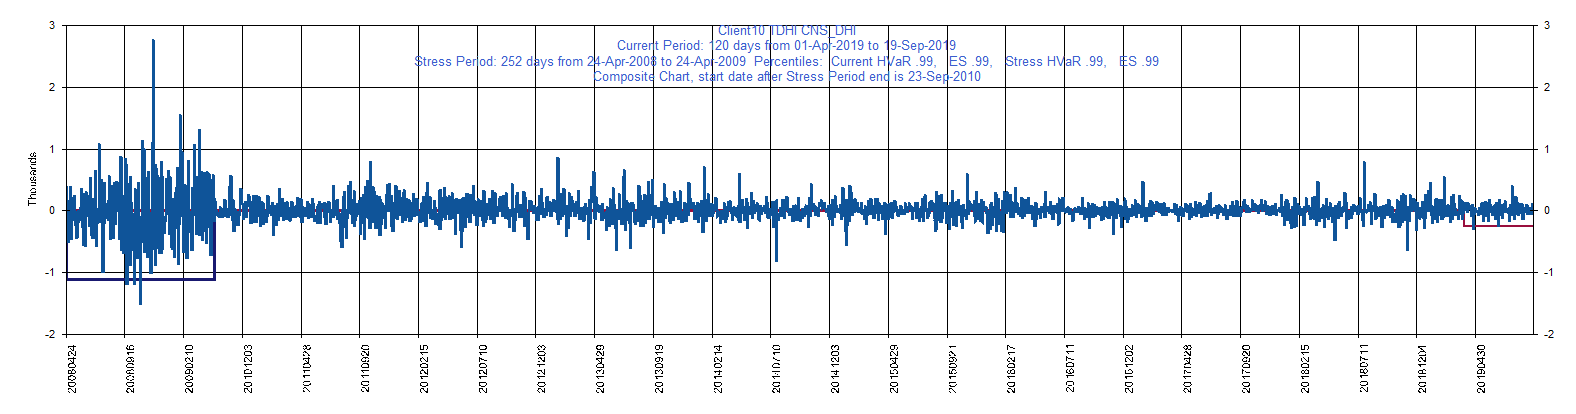 Client10 TDHI CNS_DHI
Current Period: 120 days from 01-Apr-2019 to 19-Sep-2019
Stress Period: 252 days from 24-Apr-2008 to 24-Apr-2009 Percentiles: Current HVaR .99, ES .99, Stress HVaR .99, ES .99
Composite Chart, start date after Stress Period end is 23-Sep-2010
3 3
2 2
1 1
0 0
-1 -1
-2 -2
Thousands
20080424 20080916 20090210 20101203 20110428 20110920 20120215 20120710 20121203 20130429 20130919 20140214 20140710 20141203 20150429 20150921 20160217 20160711 20161202 20170428 20170920 20180215 20180711 20181204 20190430